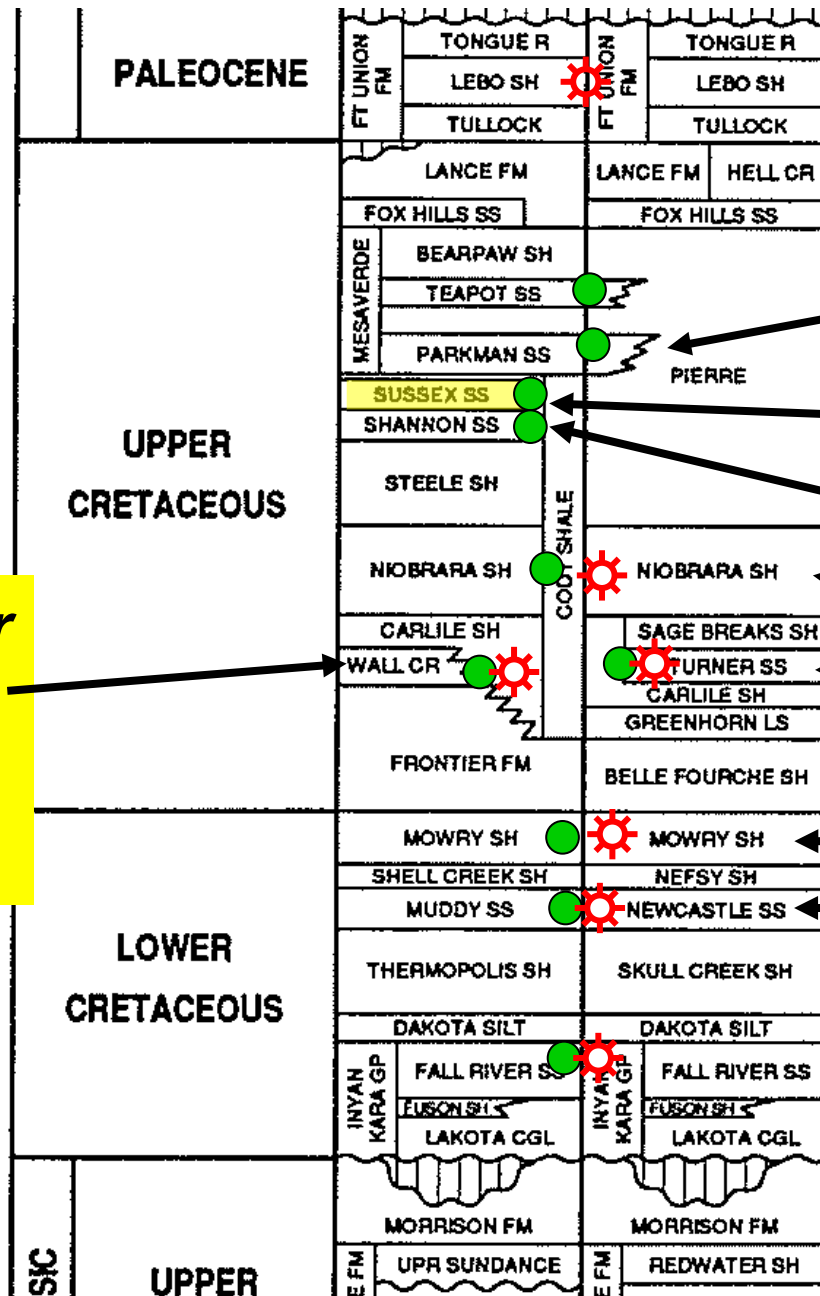 PALEOCENE
FT UNION FM
TONGUE R
LEBO SH
TULLOCK
FT UNION FM
TONGUE R
LEBO SH
TULLOCK
UPPER
CRETACEOUS
LANCE FM
LANCE FM
HELL CR
FOX HILLS SS
FOX HILLS SS
MESAVERDE
BEARPAW SH
TEAPOT SS
PARKMAN SS
PIERRE
SUSSEX SS
SHANNON SS
STEELE SH
CODY SHALE
NIOBRARA SH
NIOBRARA SH
CARLILE SH
SAGE BREAKS SH
r
WALL CR
TURNER SS
CARLILE SH
GREENHORN LS
FRONTIER FM
BELLE FOURCHE SH
LOWER
CRETACEOUS
MOWRY SH
MOWRY SH
SHELL CREEK SH
NEFSY SH
MUDDY SS
NEWCASTLE SS
THERMOPOLIS SH
SKULL CREEK SH
DAKOTA SILT
DAKOTA SILT
INYAN
KARA GP
FALL RIVER SS
FUSON SH
LAKOTA CGL
INYAN
KARA GP
FALL RIVER SS
FUSON SH
LAKOTA CGL
MORRISON FM
MORRISON FM
SIC
UPPER
E FM
UPR SUNDANCE
E FM
REDWATER SH